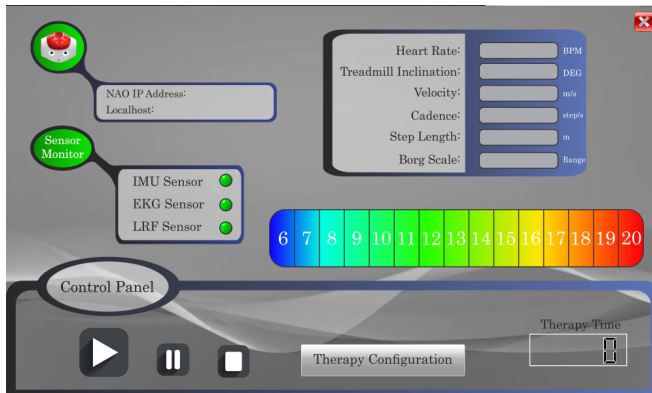 NAO IP Address:
Localhost:
Sensor
Monitor
IMU Sensor
EKG Sensor
LRF Sensor
Heart Rate: BPM
Treadmill Inclination: DEG
Velocity: m/s
Cadence: step/s
Step Length: m
Borg Scale: Range
6 7 8 9 10 11 12 13 14 15 16 17 18 19 20
Control Panel
Therapy Configuration
Therapy Time
0